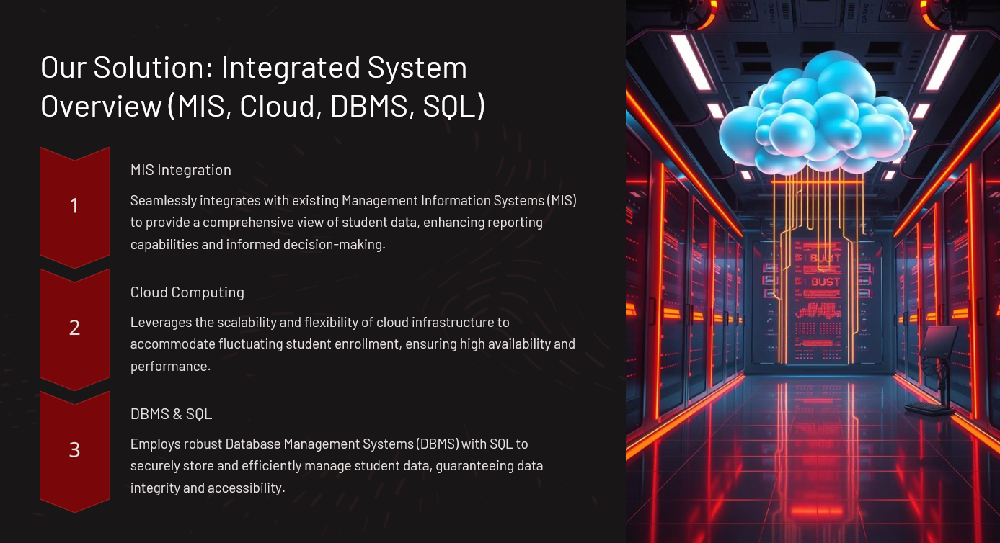 Our Solution: Integrated System
Overview (MIS, Cloud, DBMS, SQL)
1
MIS Integration
Seamlessly integrates with existing Management Information Systems (MIS)
to provide a comprehensive view of student data, enhancing reporting
capabilities and informed decision-making.
2
Cloud Computing
Leverages the scalability and flexibility of cloud infrastructure to
accommodate fluctuating student enrollment, ensuring high availability and
performance.
3
DBMS & SQL
Employs robust Database Management Systems (DBMS) with SQL to
securely store and efficiently manage student data, guaranteeing data
integrity and accessibility.
BUST